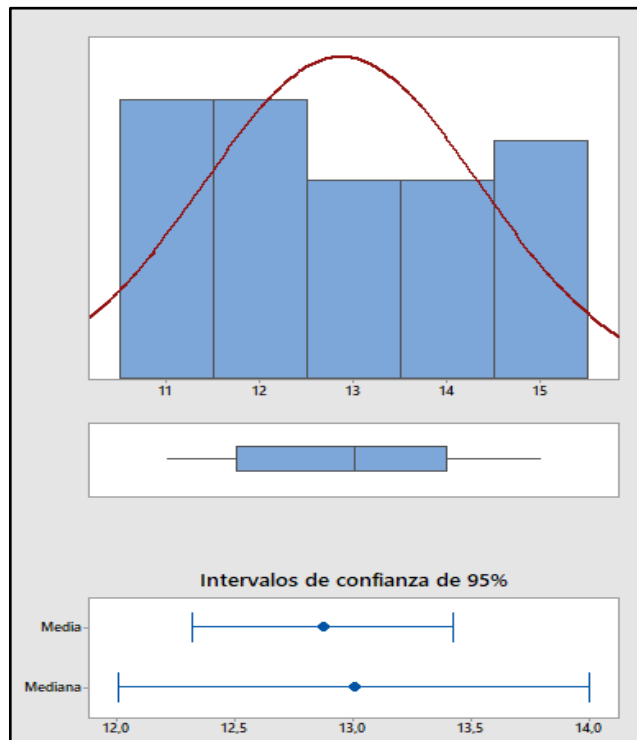 11 12 13 14 15
Intervalos de confianza de 95%
Media
Mediana
12,0 12,5 13,0 13,5 14,0